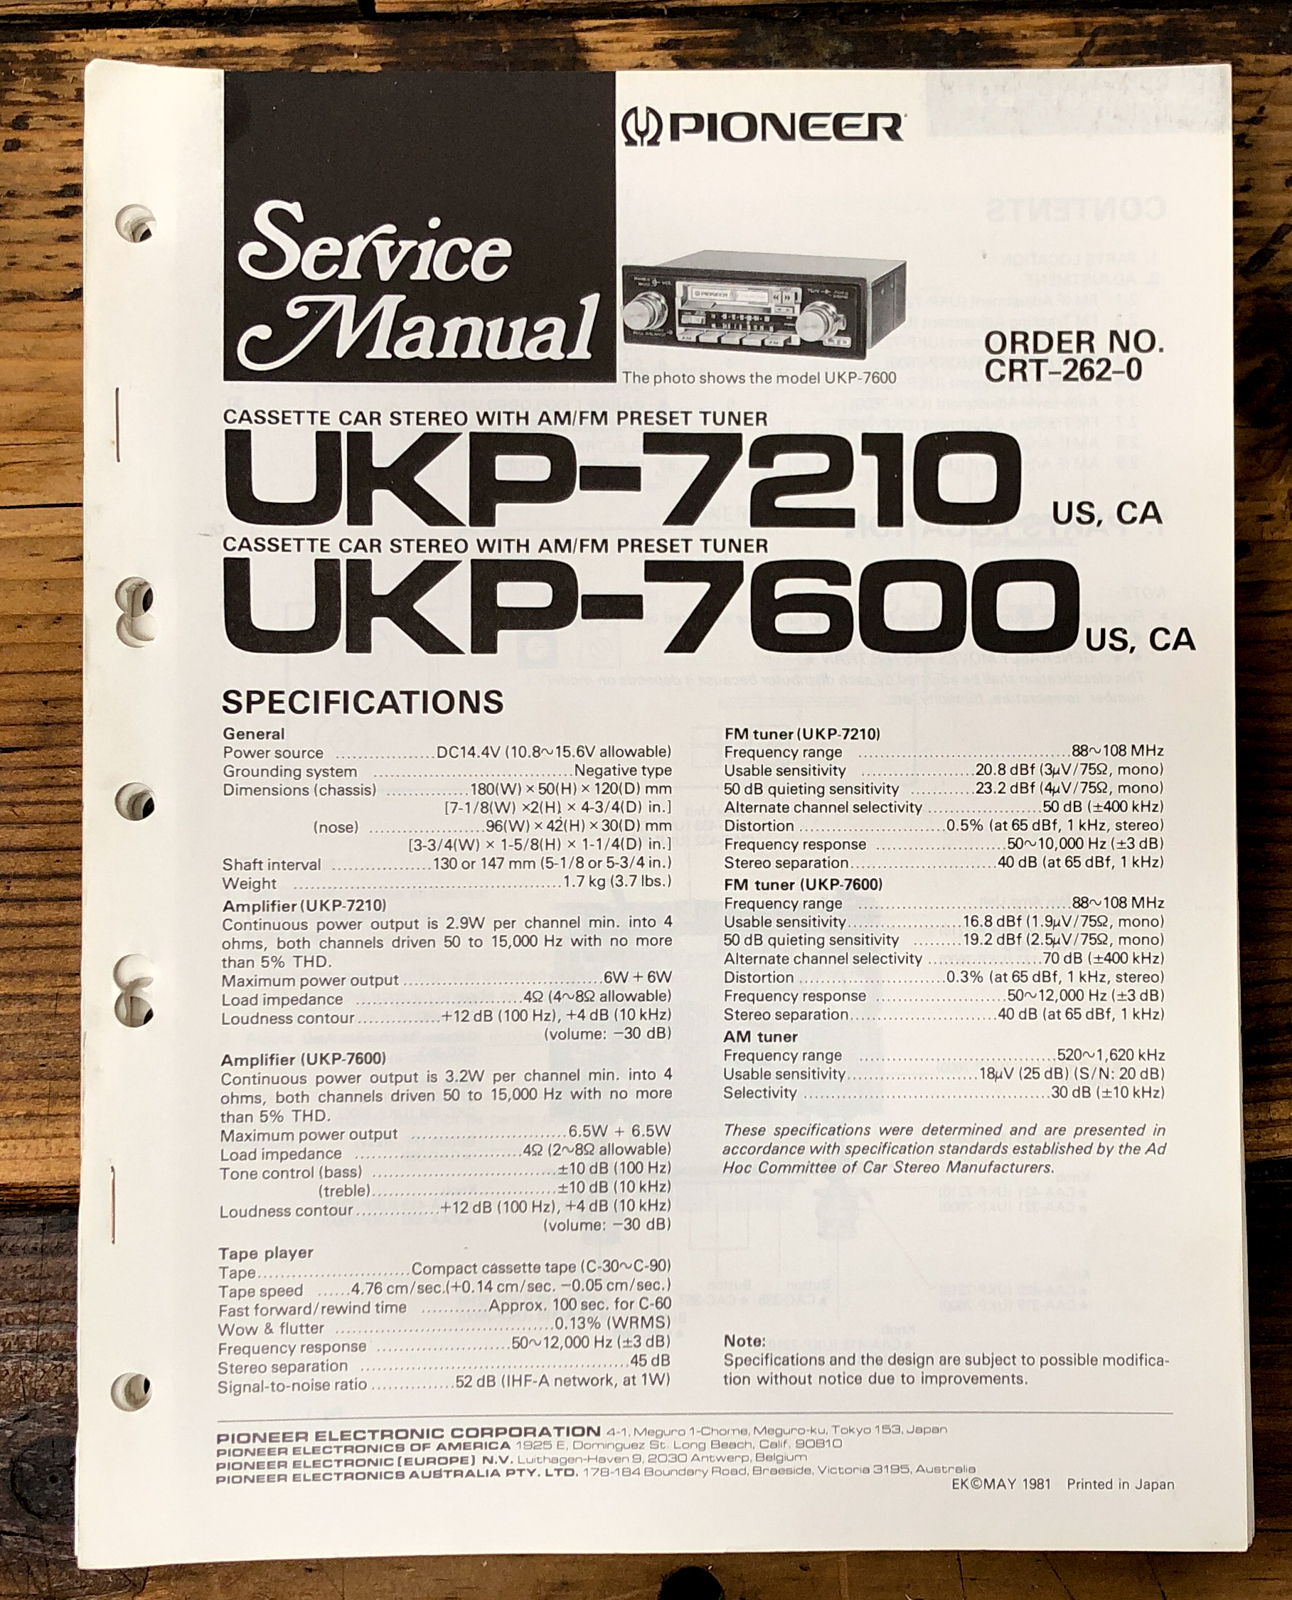 Service
Manual
PIONEER
The photo shows the model UKP-7600
ORDER NO.
CRT-262-0
CASSETTE CAR STEREO WITH AM/FM PRESET TUNER
UKP-7210 US, CA
CASSETTE CAR STEREO WITH AM/FM PRESET TUNER
UKP-7600 US, CA
SPECIFICATIONS
General
Power source ..................DC14.4V (10.8~15.6V allowable)
Grounding system ............................Negative type
Dimensions (chassis) ..............180(W) × 50(H) × 120(D) mm
[7-1/8(W) ×2(H) × 4-3/4(D) in.]
(nose) ................96(W) × 42(H) × 30(D) mm
[3-3/4(W) × 1-5/8(H) × 1-1/4(D) in.]
Shaft interval ..................130 or 147 mm (5-1/8 or 5-3/4 in.)
Weight ......................................1.7 kg (3.7 lbs.)
Amplifier (UKP-7210)
Continuous power output is 2.9W per channel min. into 4
ohms, both channels driven 50 to 15,000 Hz with no more
than 5% THD.
Maximum power output ............................6W + 6W
Load impedance ........................4Ω (4~8Ω allowable)
Loudness contour..............+12 dB (100 Hz), +4 dB (10 kHz)
(volume: −30 dB)
Amplifier (UKP-7600)
Continuous power output is 3.2W per channel min. into 4
ohms, both channels driven 50 to 15,000 Hz with no more
than 5% THD.
Maximum power output ......................6.5W + 6.5W
Load impedance ........................4Ω (2~8Ω allowable)
Tone control (bass) ............................±10 dB (100 Hz)
(treble)............................±10 dB (10 kHz)
Loudness contour..............+12 dB (100 Hz), +4 dB (10 kHz)
(volume: −30 dB)
Tape player
Tape........................Compact cassette tape (C-30~C-90)
Tape speed ......4.76 cm/sec.(+0.14 cm/sec. −0.05 cm/sec.)
Fast forward/rewind time ............Approx. 100 sec. for C-60
Wow & flutter ................................0.13% (WRMS)
Frequency response ....................50~12,000 Hz (±3 dB)
Stereo separation ........................................45 dB
Signal-to-noise ratio ..............52 dB (IHF-A network, at 1W)
FM tuner (UKP-7210)
Frequency range ................................88~108 MHz
Usable sensitivity ..................20.8 dBf (3μV/75Ω, mono)
50 dB quieting sensitivity ............23.2 dBf (4μV/75Ω, mono)
Alternate channel selectivity ................50 dB (±400 kHz)
Distortion ......................0.5% (at 65 dBf, 1 kHz, stereo)
Frequency response ....................50~10,000 Hz (±3 dB)
Stereo separation......................40 dB (at 65 dBf, 1 kHz)
FM tuner (UKP-7600)
Frequency range ................................88~108 MHz
Usable sensitivity................16.8 dBf (1.9μV/75Ω, mono)
50 dB quieting sensitivity .........19.2 dBf (2.5μV/75Ω, mono)
Alternate channel selectivity ................70 dB (±400 kHz)
Distortion ......................0.3% (at 65 dBf, 1 kHz, stereo)
Frequency response ....................50~12,000 Hz (±3 dB)
Stereo separation......................40 dB (at 65 dBf, 1 kHz)
AM tuner
Frequency range ..............................520~1,620 kHz
Usable sensitivity....................18μV (25 dB) (S/N: 20 dB)
Selectivity ....................................30 dB (±10 kHz)
These specifications were determined and are presented in
accordance with specification standards established by the Ad
Hoc Committee of Car Stereo Manufacturers.
Note:
Specifications and the design are subject to possible modifica-
tion without notice due to improvements.
PIONEER ELECTRONIC CORPORATION 4-1, Meguro 1-Chome, Meguro-ku, Tokyo 153, Japan
PIONEER ELECTRONICS OF AMERICA 1925 E, Dominguez St. Long Beach, Calif. 90810
PIONEER ELECTRONIC (EUROPE) N.V. Luithagen-Haven 9, 2030 Antwerp, Belgium
PIONEER ELECTRONICS AUSTRALIA PTY. LTD. 178-184 Boundary Road, Braeside, Victoria 3195, Australia
EK©MAY 1981 Printed in Japan